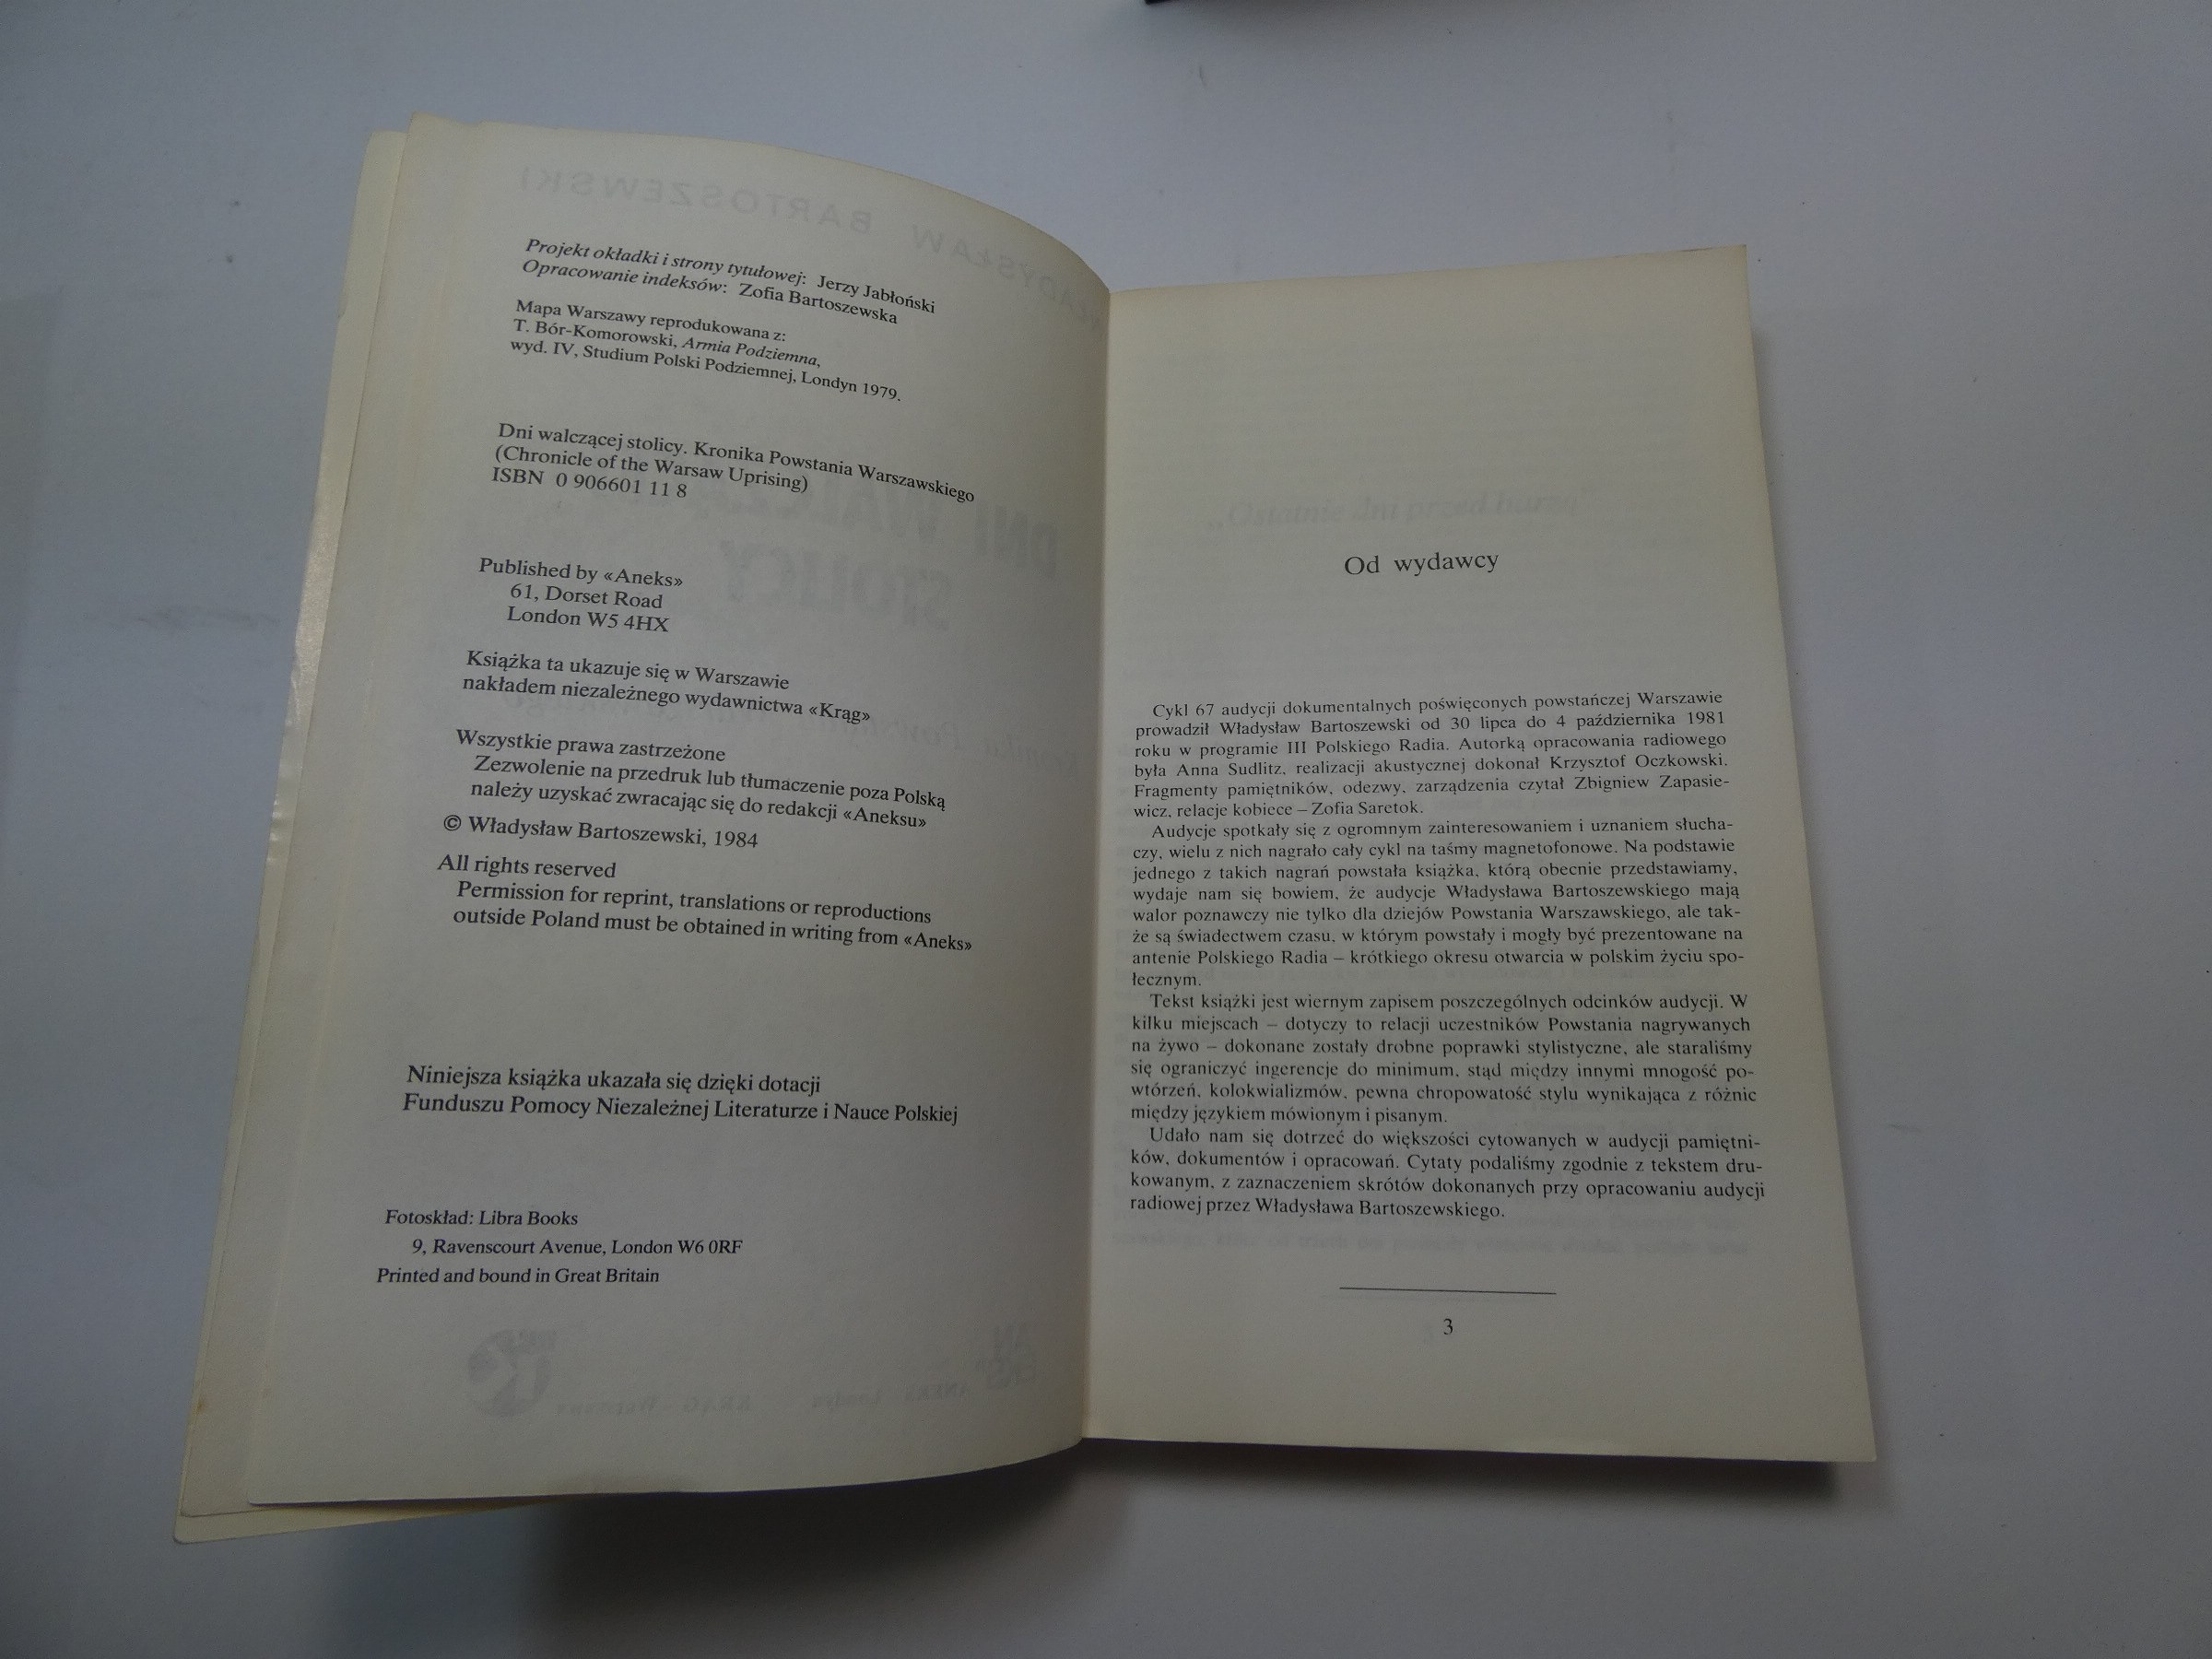 Projekt okładki i strony tytułowej: Jerzy Jabłoński
Opracowanie indeksów: Zofia Bartoszewska
Mapa Warszawy reprodukowana z:
T. Bór-Komorowski, Armia Podziemna,
wyd. IV, Studium Polski Podziemnej, Londyn 1979.
Dni walczącej stolicy. Kronika Powstania Warszawskiego
(Chronicle of the Warsaw Uprising)
ISBN 0 906601 11 8
Published by «Aneks»
61, Dorset Road
London W5 4HX
Książka ta ukazuje się w Warszawie
nakładem niezależnego wydawnictwa «Krąg»
Wszystkie prawa zastrzeżone
Zezwolenie na przedruk lub tłumaczenie poza Polską
należy uzyskać zwracając się do redakcji «Aneksu»
© Władysław Bartoszewski, 1984
All rights reserved
Permission for reprint, translations or reproductions
outside Poland must be obtained in writing from «Aneks»
Niniejsza książka ukazała się dzięki dotacji
Funduszu Pomocy Niezależnej Literaturze i Nauce Polskiej
Fotoskład: Libra Books
9, Ravenscourt Avenue, London W6 0RF
Printed and bound in Great Britain
Od wydawcy
Cykl 67 audycji dokumentalnych poświęconych powstańczej Warszawie
prowadził Władysław Bartoszewski od 30 lipca do 4 października 1981
roku w programie III Polskiego Radia. Autorką opracowania radiowego
była Anna Sudlitz, realizacji akustycznej dokonał Krzysztof Oczkowski.
Fragmenty pamiętników, odezwy, zarządzenia czytał Zbigniew Zapasie-
wicz, relacje kobiece – Zofia Saretok.
Audycje spotkały się z ogromnym zainteresowaniem i uznaniem słucha-
czy, wielu z nich nagrało cały cykl na taśmy magnetofonowe. Na podstawie
jednego z takich nagrań powstała książka, którą obecnie przedstawiamy,
wydaje nam się bowiem, że audycje Władysława Bartoszewskiego mają
walor poznawczy nie tylko dla dziejów Powstania Warszawskiego, ale tak-
że są świadectwem czasu, w którym powstały i mogły być prezentowane na
antenie Polskiego Radia – krótkiego okresu otwarcia w polskim życiu spo-
łecznym.
Tekst książki jest wiernym zapisem poszczególnych odcinków audycji. W
kilku miejscach – dotyczy to relacji uczestników Powstania nagrywanych
na żywo – dokonane zostały drobne poprawki stylistyczne, ale staraliśmy
się ograniczyć ingerencje do minimum, stąd między innymi mnogość po-
wtórzeń, kolokwializmów, pewna chropowatość stylu wynikająca z różnic
między językiem mówionym i pisanym.
Udało nam się dotrzeć do większości cytowanych w audycji pamiętni-
ków, dokumentów i opracowań. Cytaty podaliśmy zgodnie z tekstem dru-
kowanym, z zaznaczeniem skrótów dokonanych przy opracowaniu audycji
radiowej przez Władysława Bartoszewskiego.
3